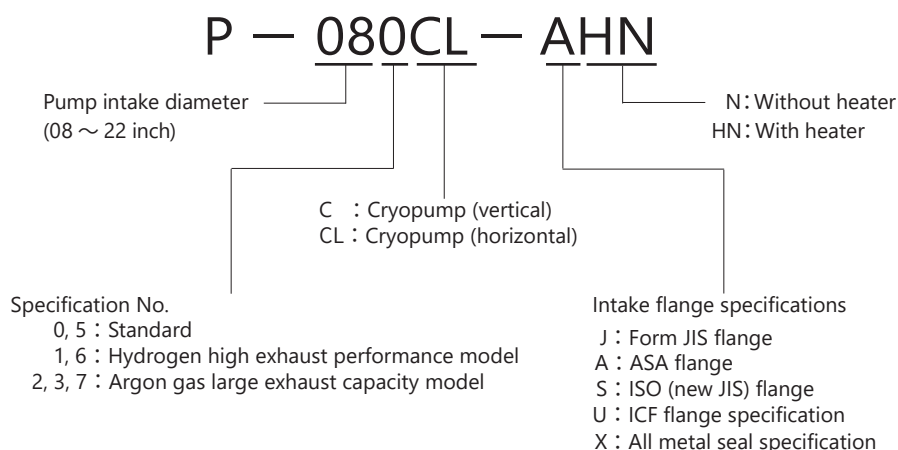 P — 080CL — AHN
Pump intake diameter
(08 ～ 22 inch)
N：Without heater
HN：With heater
C ：Cryopump (vertical)
CL：Cryopump (horizontal)
Specification No.
0, 5：Standard
1, 6：Hydrogen high exhaust performance model
2, 3, 7：Argon gas large exhaust capacity model
Intake flange specifications
J：Form JIS flange
A：ASA flange
S：ISO (new JIS) flange
U：ICF flange specification
X：All metal seal specification